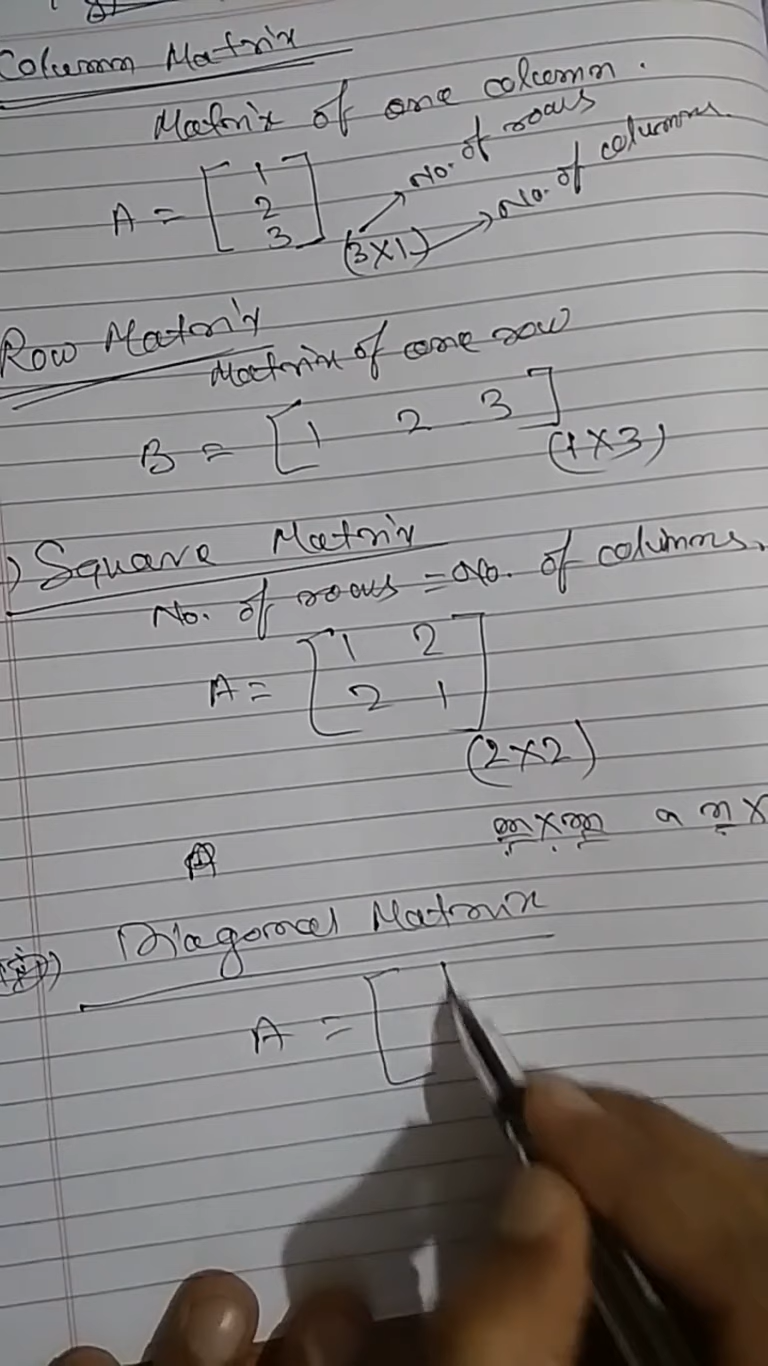 Column Matrix
Matrix of one column.
A = [1 2 3] (3×1) → No. of rows → No. of columns.
Row Matrix
Matrix of one row
B = [1 2 3] (1×3)
) Square Matrix
No. of rows = No. of columns.
A = [1 2
2 1]
(2×2)
m×m n×
A
Diagonal Matrix
A = [